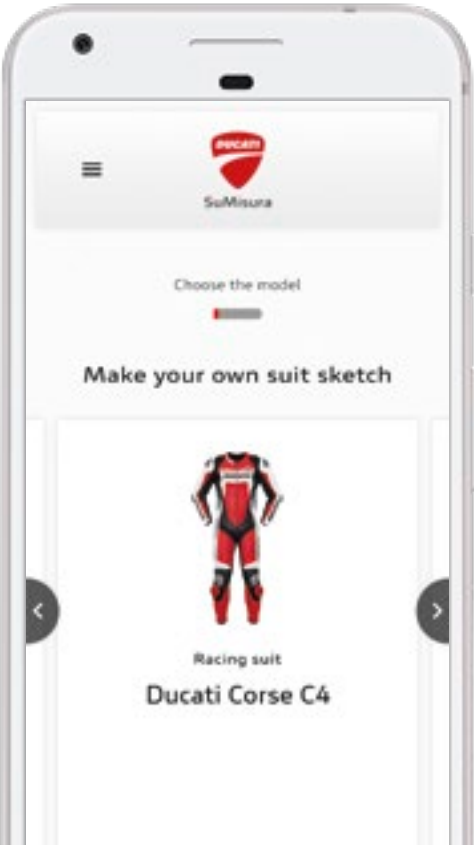 DUCATI
SuMisura
Choose the model
Make your own suit sketch
Racing suit
Ducati Corse C4